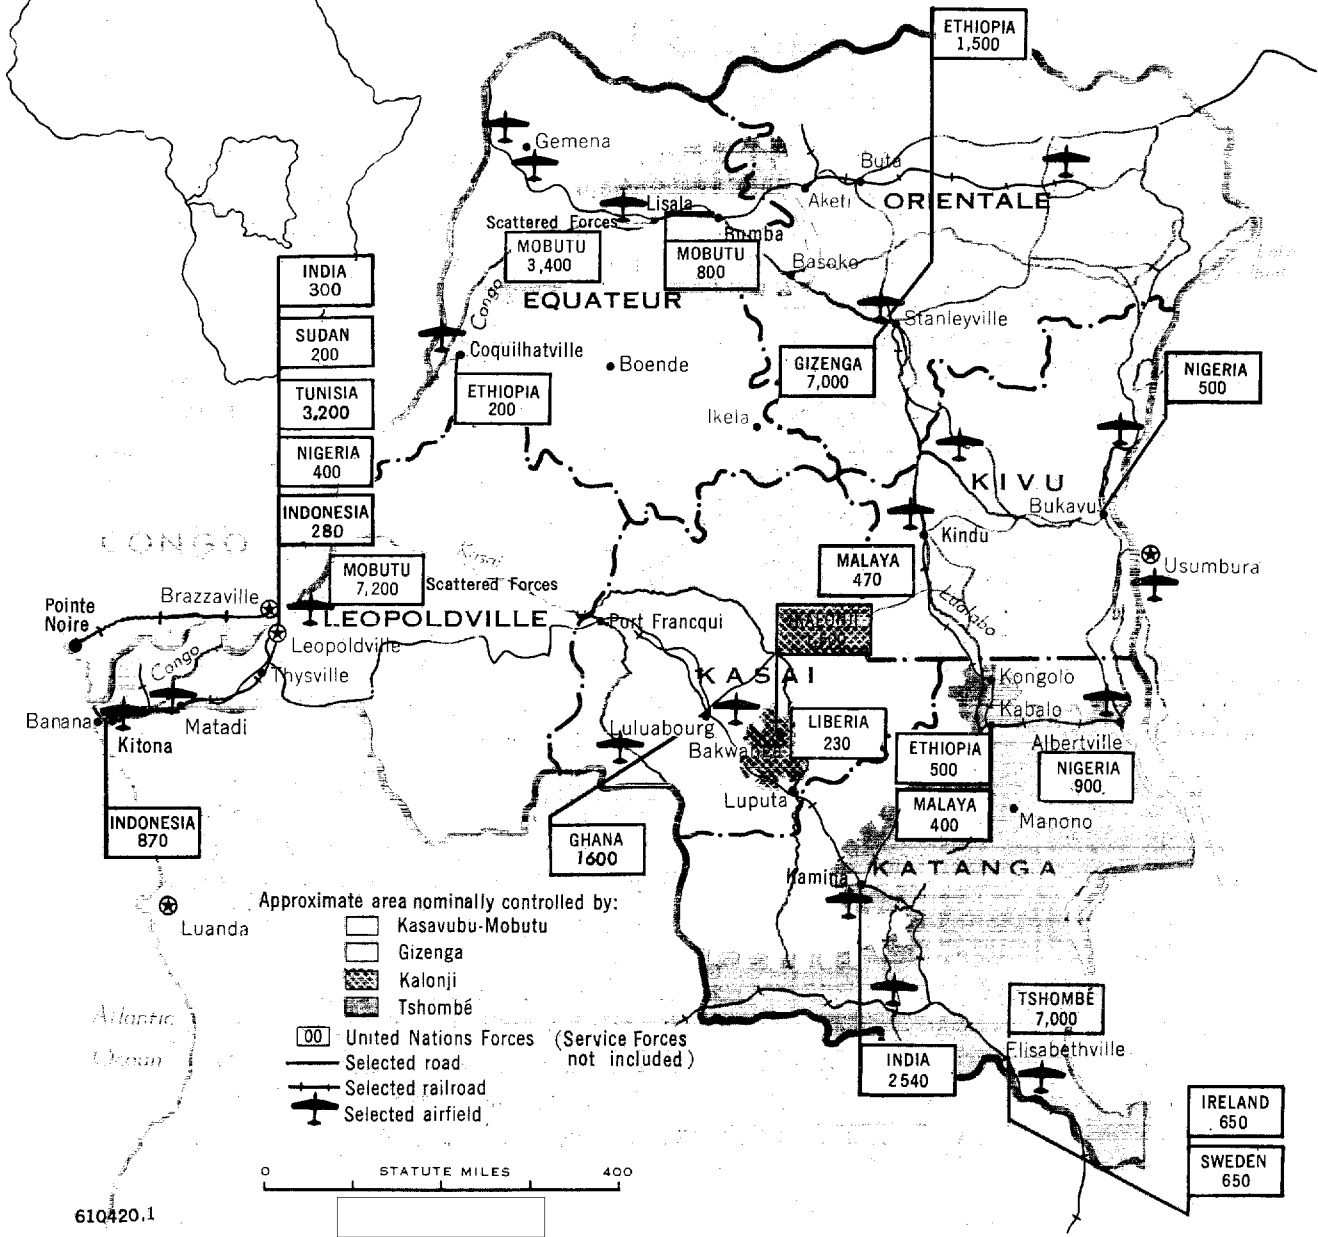 ETHIOPIA
1,500
Gemena
Buta
Aketi
ORIENTALE
Lisala
Scattered Forces
Bumba
MOBUTU
3,400
MOBUTU
800
Basoko
INDIA
300
EQUATEUR
Congo
Stanleyville
SUDAN
200
Coquilhatville
Boende
GIZENGA
7,000
NIGERIA
500
TUNISIA
3,200
ETHIOPIA
200
Ikela
NIGERIA
400
KIVU
Bukavu
INDONESIA
280
CONGO
Kasai
Kindu
MALAYA
470
Usumbura
MOBUTU
7,200
Scattered Forces
Brazzaville
Pointe
Noire
LEOPOLDVILLE
Port Francqui
KALONJI
Lualaba
Leopoldville
Congo
Thysville
KASAI
Kongolo
Kabalo
Banana
Matadi
Kitona
Luluabourg
LIBERIA
230
Albertville
ETHIOPIA
500
NIGERIA
900
Luputa
MALAYA
400
Manono
INDONESIA
870
GHANA
1600
KATANGA
Kamina
Approximate area nominally controlled by:
Kasavubu-Mobutu
Luanda
Gizenga
Kalonji
Tshombé
TSHOMBÉ
7,000
Atlantic
Ocean
00 United Nations Forces (Service Forces
not included)
Selected road
Elisabethville
INDIA
2540
Selected railroad
Selected airfield
IRELAND
650
0 STATUTE MILES 400
SWEDEN
650
610420.1